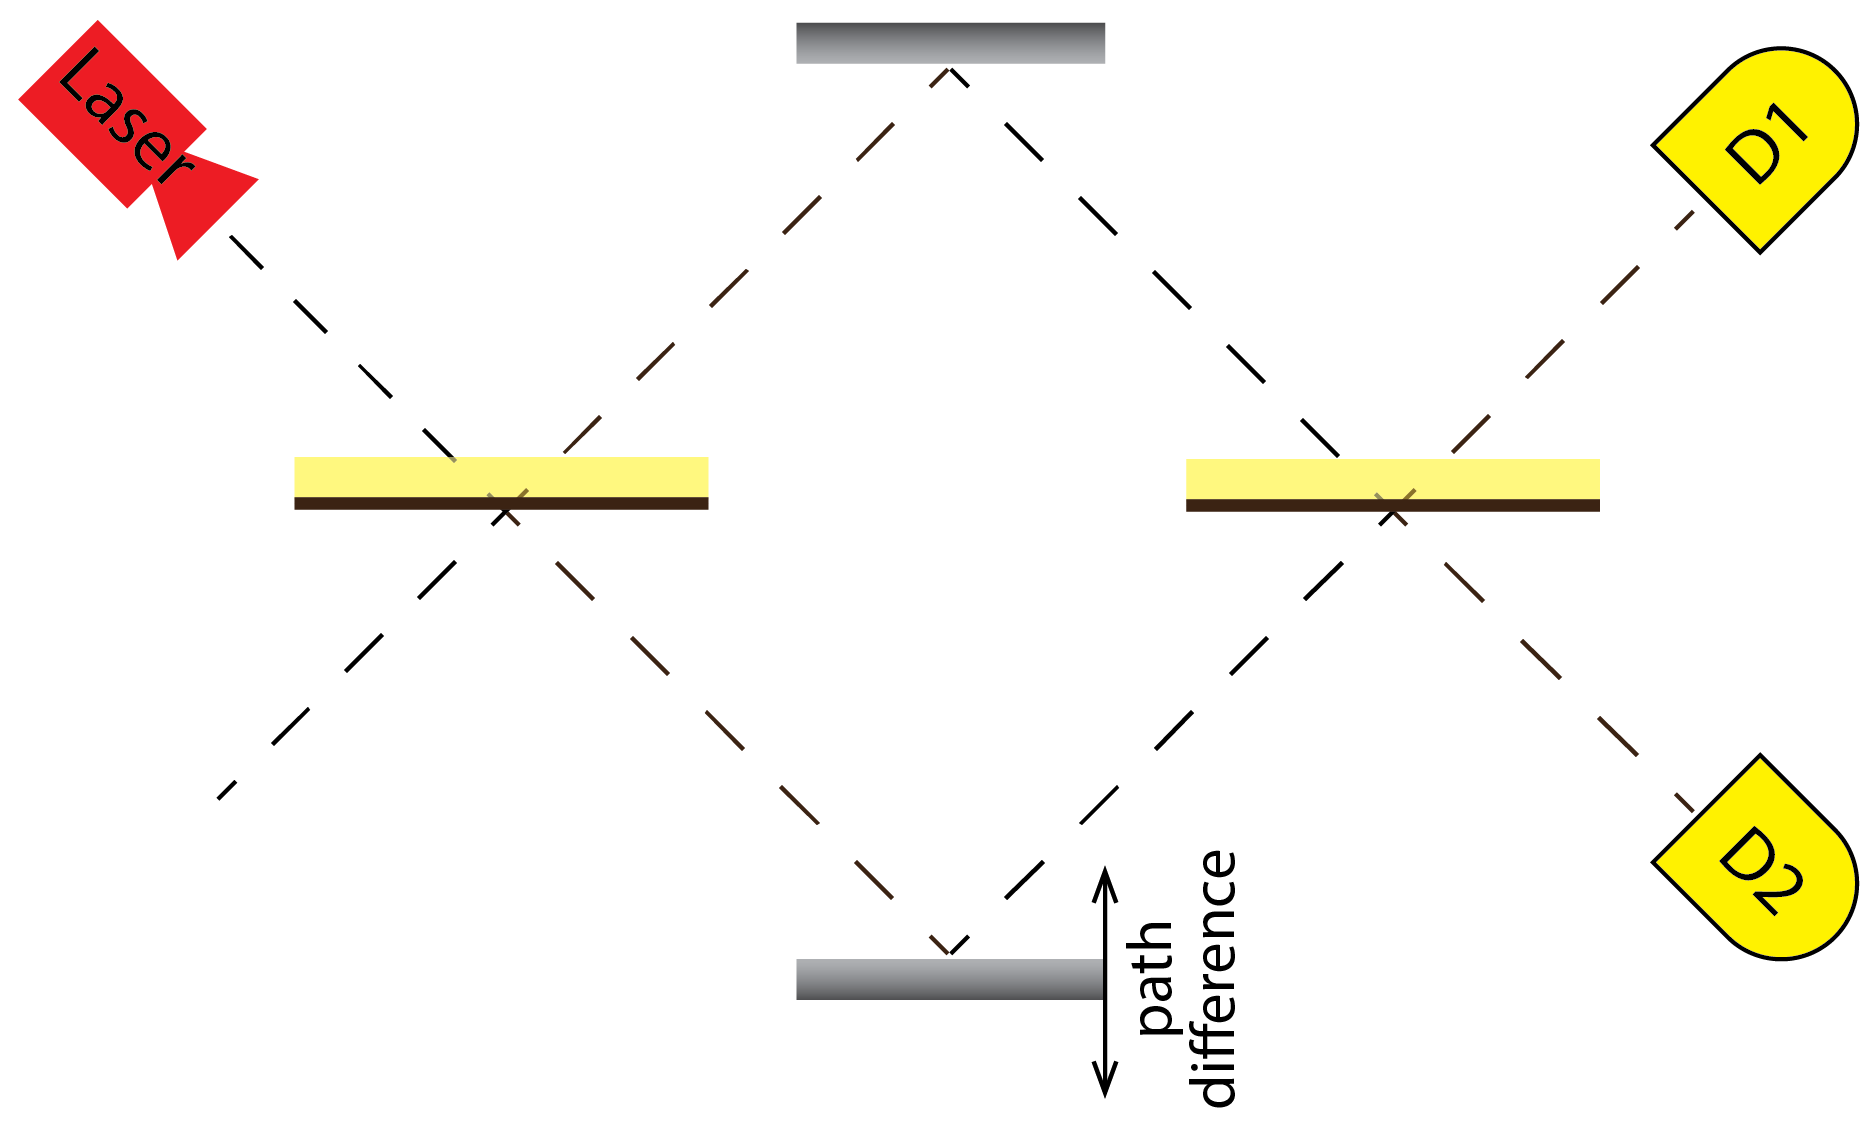 Laser
D1
D2
path
difference